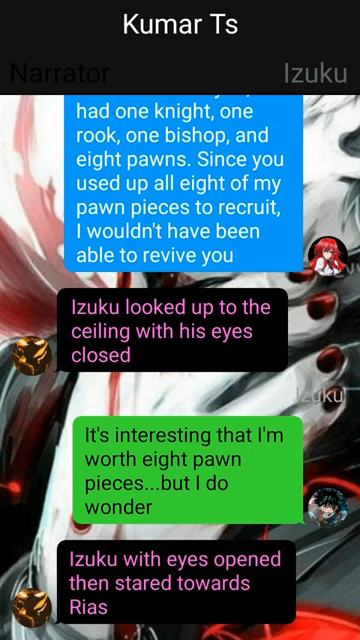 Kumar Ts
Narrator
Izuku
had one knight, one
rook, one bishop, and
eight pawns. Since you
used up all eight of my
pawn pieces to recruit,
I wouldn't have been
able to revive you
Izuku looked up to the
ceiling with his eyes
closed
Izuku
It's interesting that I'm
worth eight pawn
pieces...but I do
wonder
Izuku with eyes opened
then stared towards
Rias